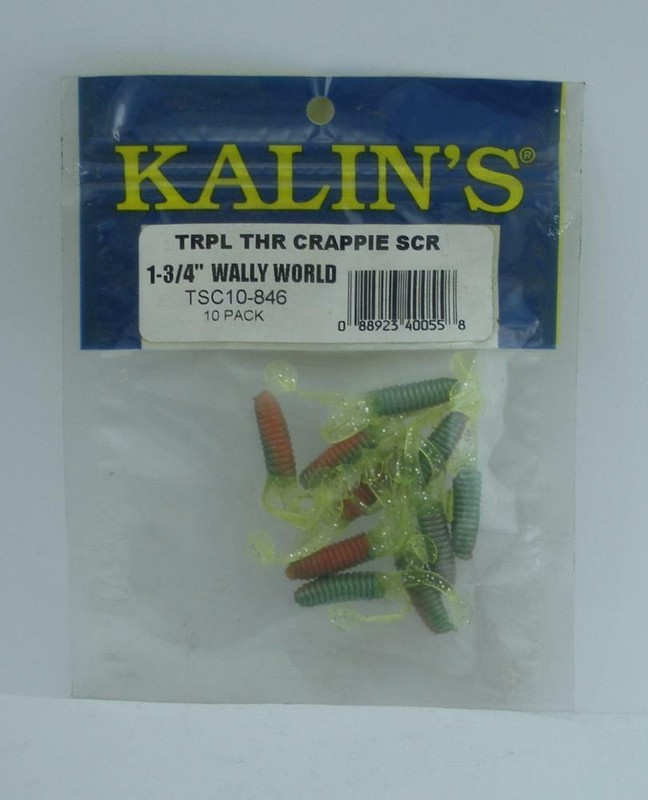 KALIN'S®
TRPL THR CRAPPIE SCR
1-3/4" WALLY WORLD
TSC10-846
10 PACK
0 88923 40055 8